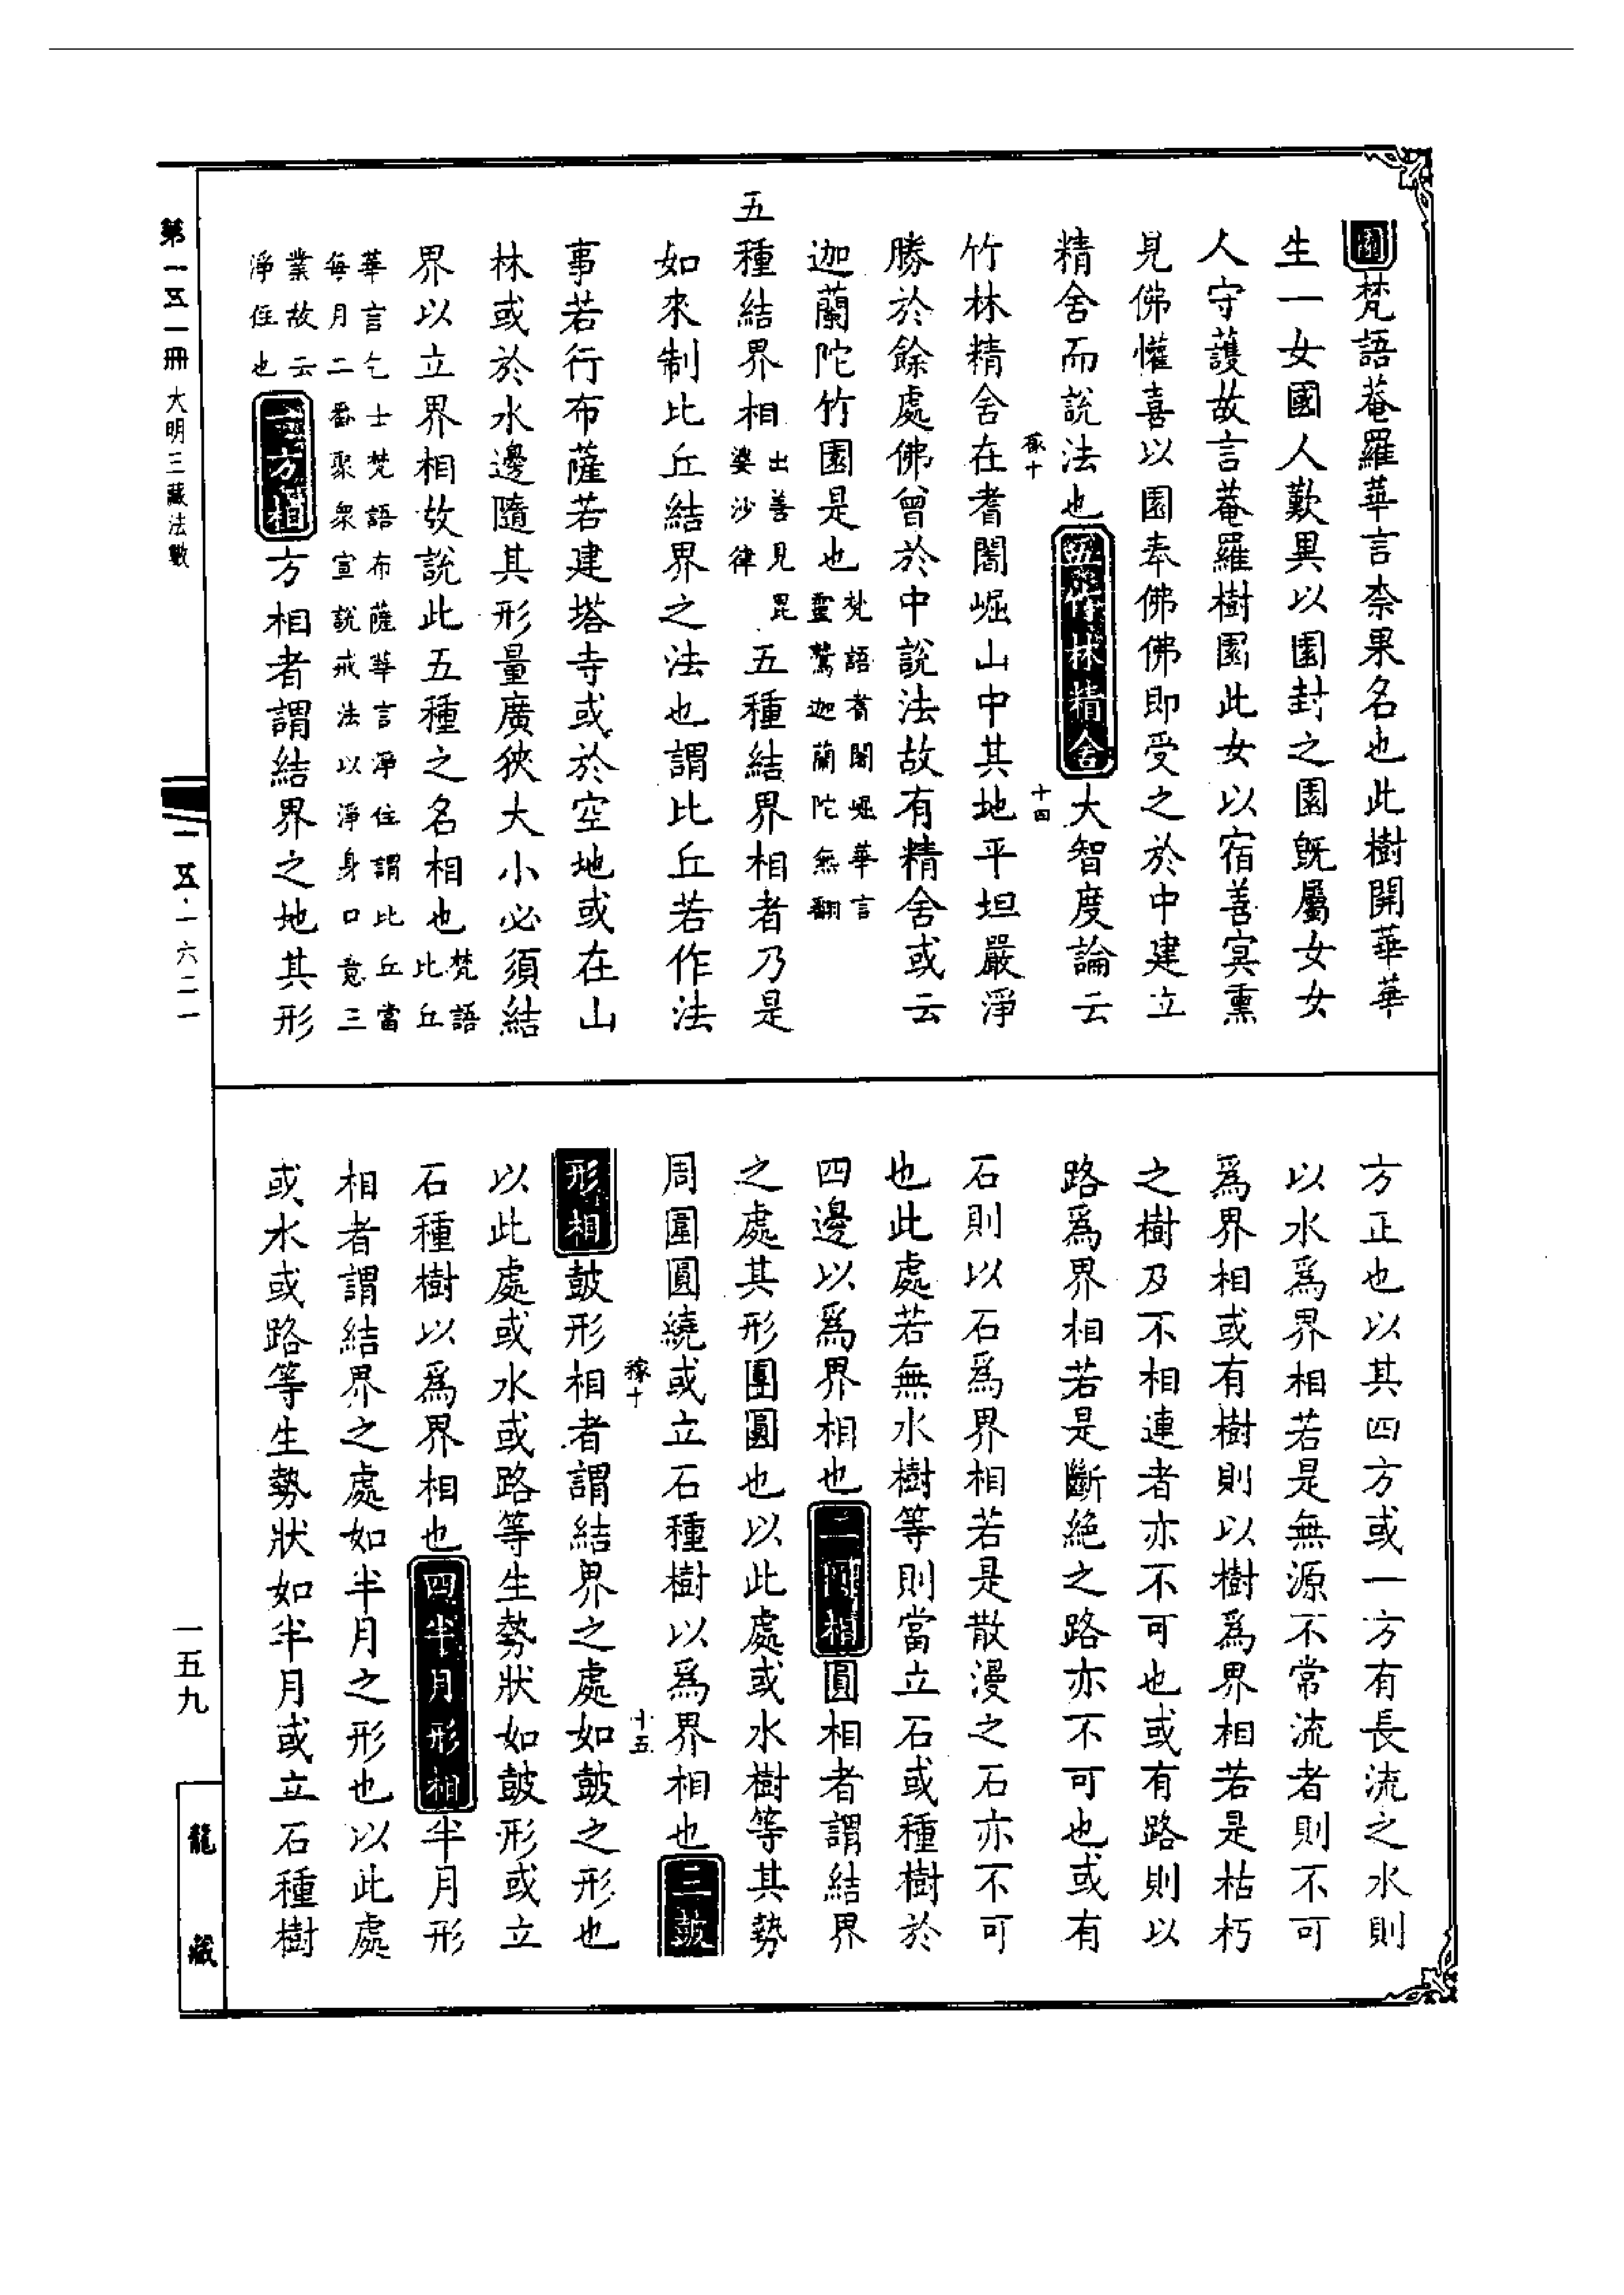 園梵語菴羅華言柰果名也此樹開華華
生一女國人歎異以園封之園既屬女女
人守護故言菴羅樹園此女以宿善冥熏
見佛懽喜以園奉佛佛即受之於中建立
精舍而說法也五竹林精舍大智度論云
稼十
十四
竹林精舍在耆闍崛山中其地平坦嚴淨
勝於餘處佛曾於中說法故有精舍或云
迦蘭陀竹園是也梵語耆闍崛華言
靈鷲迦蘭陀無翻
五種結界相出善見毘
婆沙律
五種結界相者乃是
如來制比丘結界之法也謂比丘若作法
事若行布薩若建塔寺或於空地或在山
林或於水邊隨其形量廣狹大小必須結
界以立界相故說此五種之名相也梵語
比丘
華言乞士梵語布薩華言淨住謂比丘當
每月二番聚衆宣說戒法以淨身口意三
業故云
淨住也
一方相方相者謂結界之地其形
方正也以其四方或一方有長流之水則
以水爲界相若是無源不常流者則不可
爲界相或有樹則以樹爲界相若是枯朽
之樹及不相連者亦不可也或有路則以
路爲界相若是斷絶之路亦不可也或有
石則以石爲界相若是散漫之石亦不可
也此處若無水樹等則當立石或種樹於
四邊以爲界相也二圓相圓相者謂結界
之處其形團圓也以此處或水樹等其勢
周圍圓繞或立石種樹以爲界相也三鼓
稼十
十五
形相鼓形相者謂結界之處如鼓之形也
以此處或水或路等生勢狀如鼓形或立
石種樹以爲界相也四半月形相半月形
相者謂結界之處如半月之形也以此處
或水或路等生勢狀如半月或立石種樹
第一五一冊 大明三藏法數
一五·一六二一
一五九
龍藏